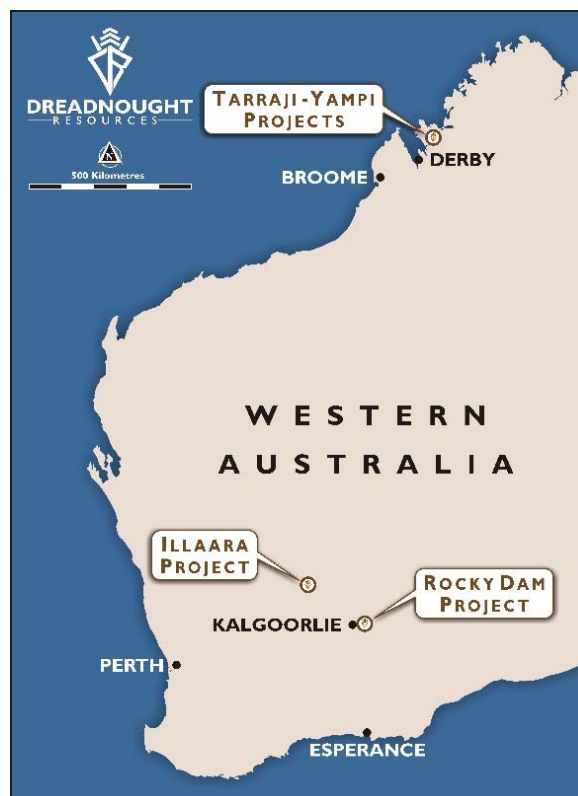 DREADNOUGHT
RESOURCES
N
500 Kilometres
TARRAJI-YAMPI
PROJECTS
DERBY
BROOME
WESTERN
AUSTRALIA
ILLAARA
PROJECT
ROCKY DAM
PROJECT
KALGOORLIE
PERTH
ESPERANCE